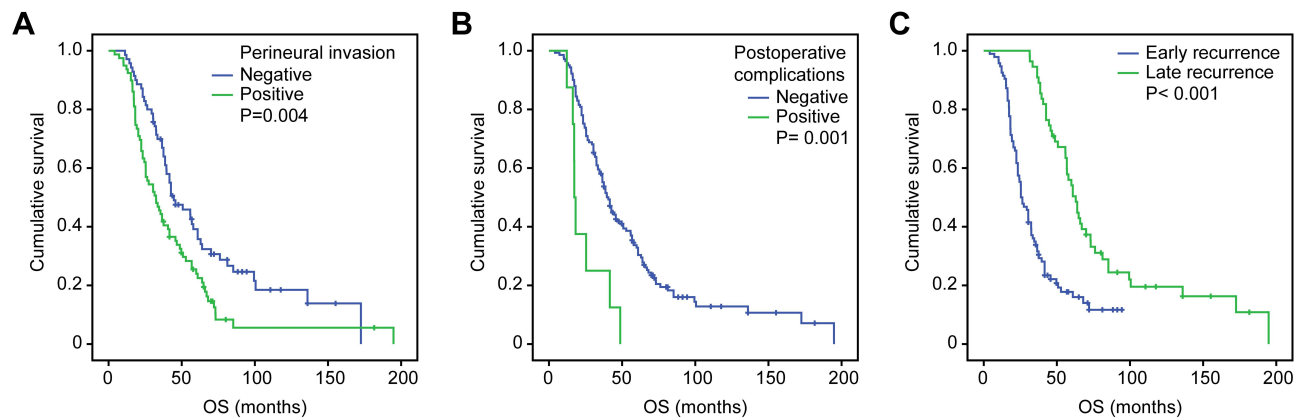 A
Cumulative survival
1.0
0.8
0.6
0.4
0.2
0
0
50
100
150
200
OS (months)
Perineural invasion
Negative
Positive
P=0.004
B
Cumulative survival
1.0
0.8
0.6
0.4
0.2
0
0
50
100
150
200
OS (months)
Postoperative
complications
Negative
Positive
P= 0.001
C
Cumulative survival
1.0
0.8
0.6
0.4
0.2
0
0
50
100
150
200
OS (months)
Early recurrence
Late recurrence
P< 0.001